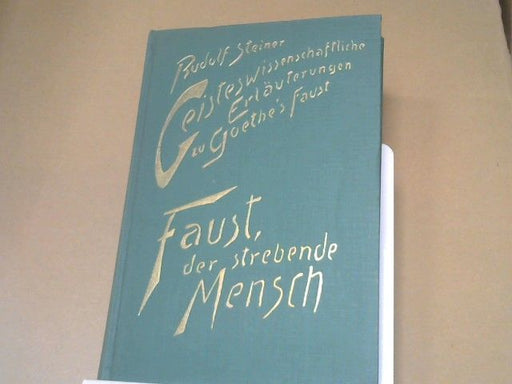 Rudolf Steiner
Geisteswissenschaftliche
Erläuterungen
zu Goethe's Faust
Faust,
der strebende
Mensch